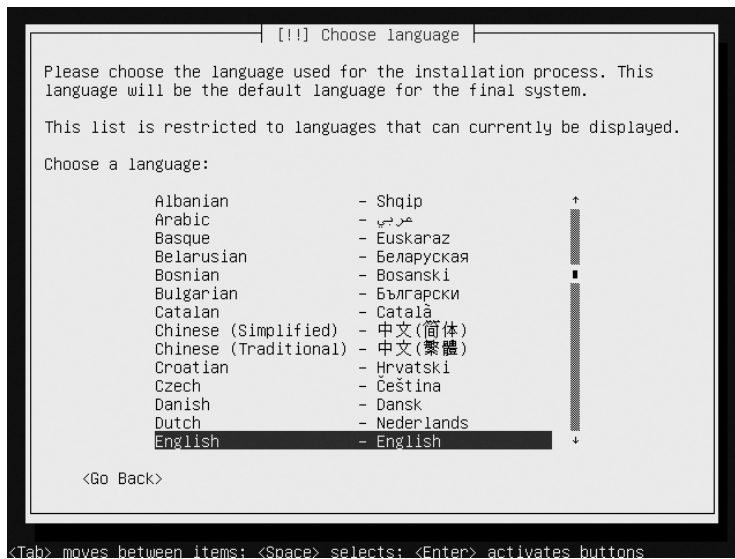 [!!] Choose language
Please choose the language used for the installation process. This
language will be the default language for the final system.
This list is restricted to languages that can currently be displayed.
Choose a language:
Albanian - Shqip
Arabic - عربي
Basque - Euskaraz
Belarusian - Беларуская
Bosnian - Bosanski
Bulgarian - Български
Catalan - Català
Chinese (Simplified) - 中文(简体)
Chinese (Traditional) - 中文(繁體)
Croatian - Hrvatski
Czech - Čeština
Danish - Dansk
Dutch - Nederlands
English - English
<Go Back>
<Tab> moves between items; <Space> selects; <Enter> activates buttons